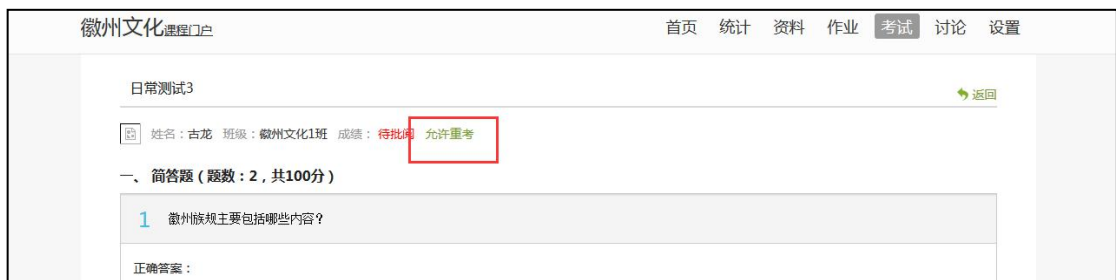 徽州文化课程门户 首页 统计 资料 作业 考试 讨论 设置
日常测试3 返回
姓名：古龙 班级：徽州文化1班 成绩：待批阅 允许重考
一、简答题（题数：2，共100分）
1 徽州族规主要包括哪些内容？
正确答案：